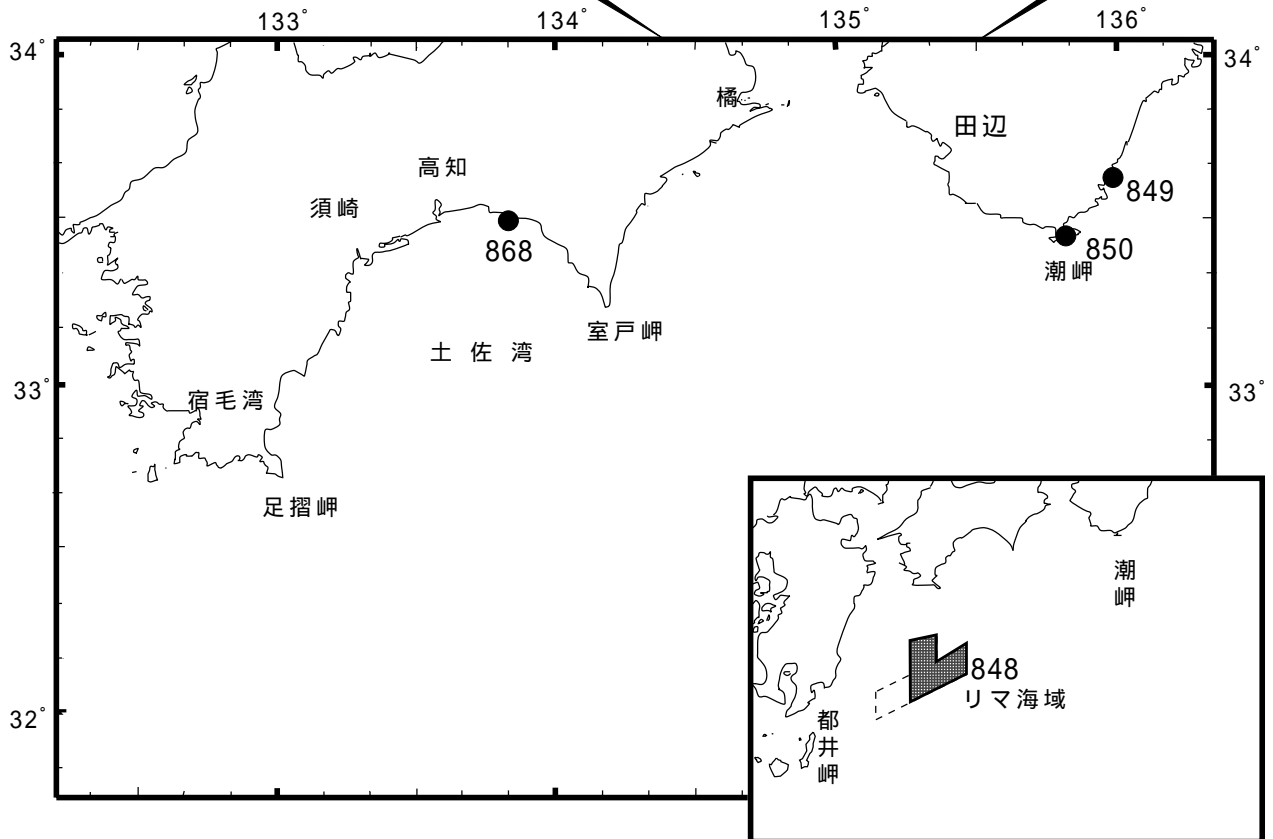 133°
134°
135°
136°
34°
34°
橘
田辺
高知
849
須崎
868
850
潮岬
室戸岬
土佐湾
33°
33°
宿毛湾
足摺岬
潮
岬
848
リマ海域
32°
都
井
岬